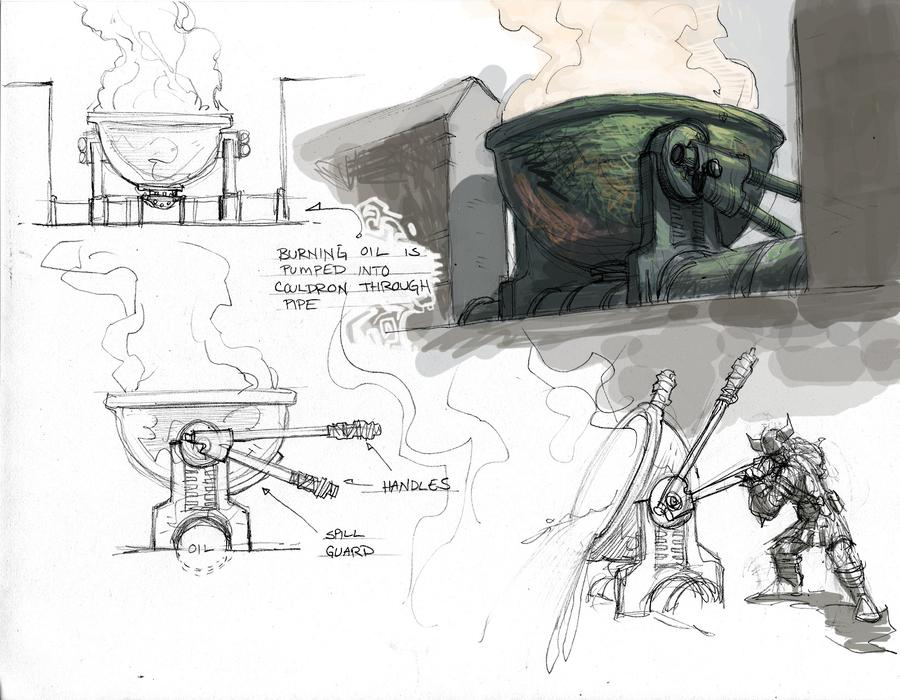 BURNING OIL IS
PUMPED INTO
COULDRON THROUGH
PIPE
HANDLES
SPILL
GUARD
OIL